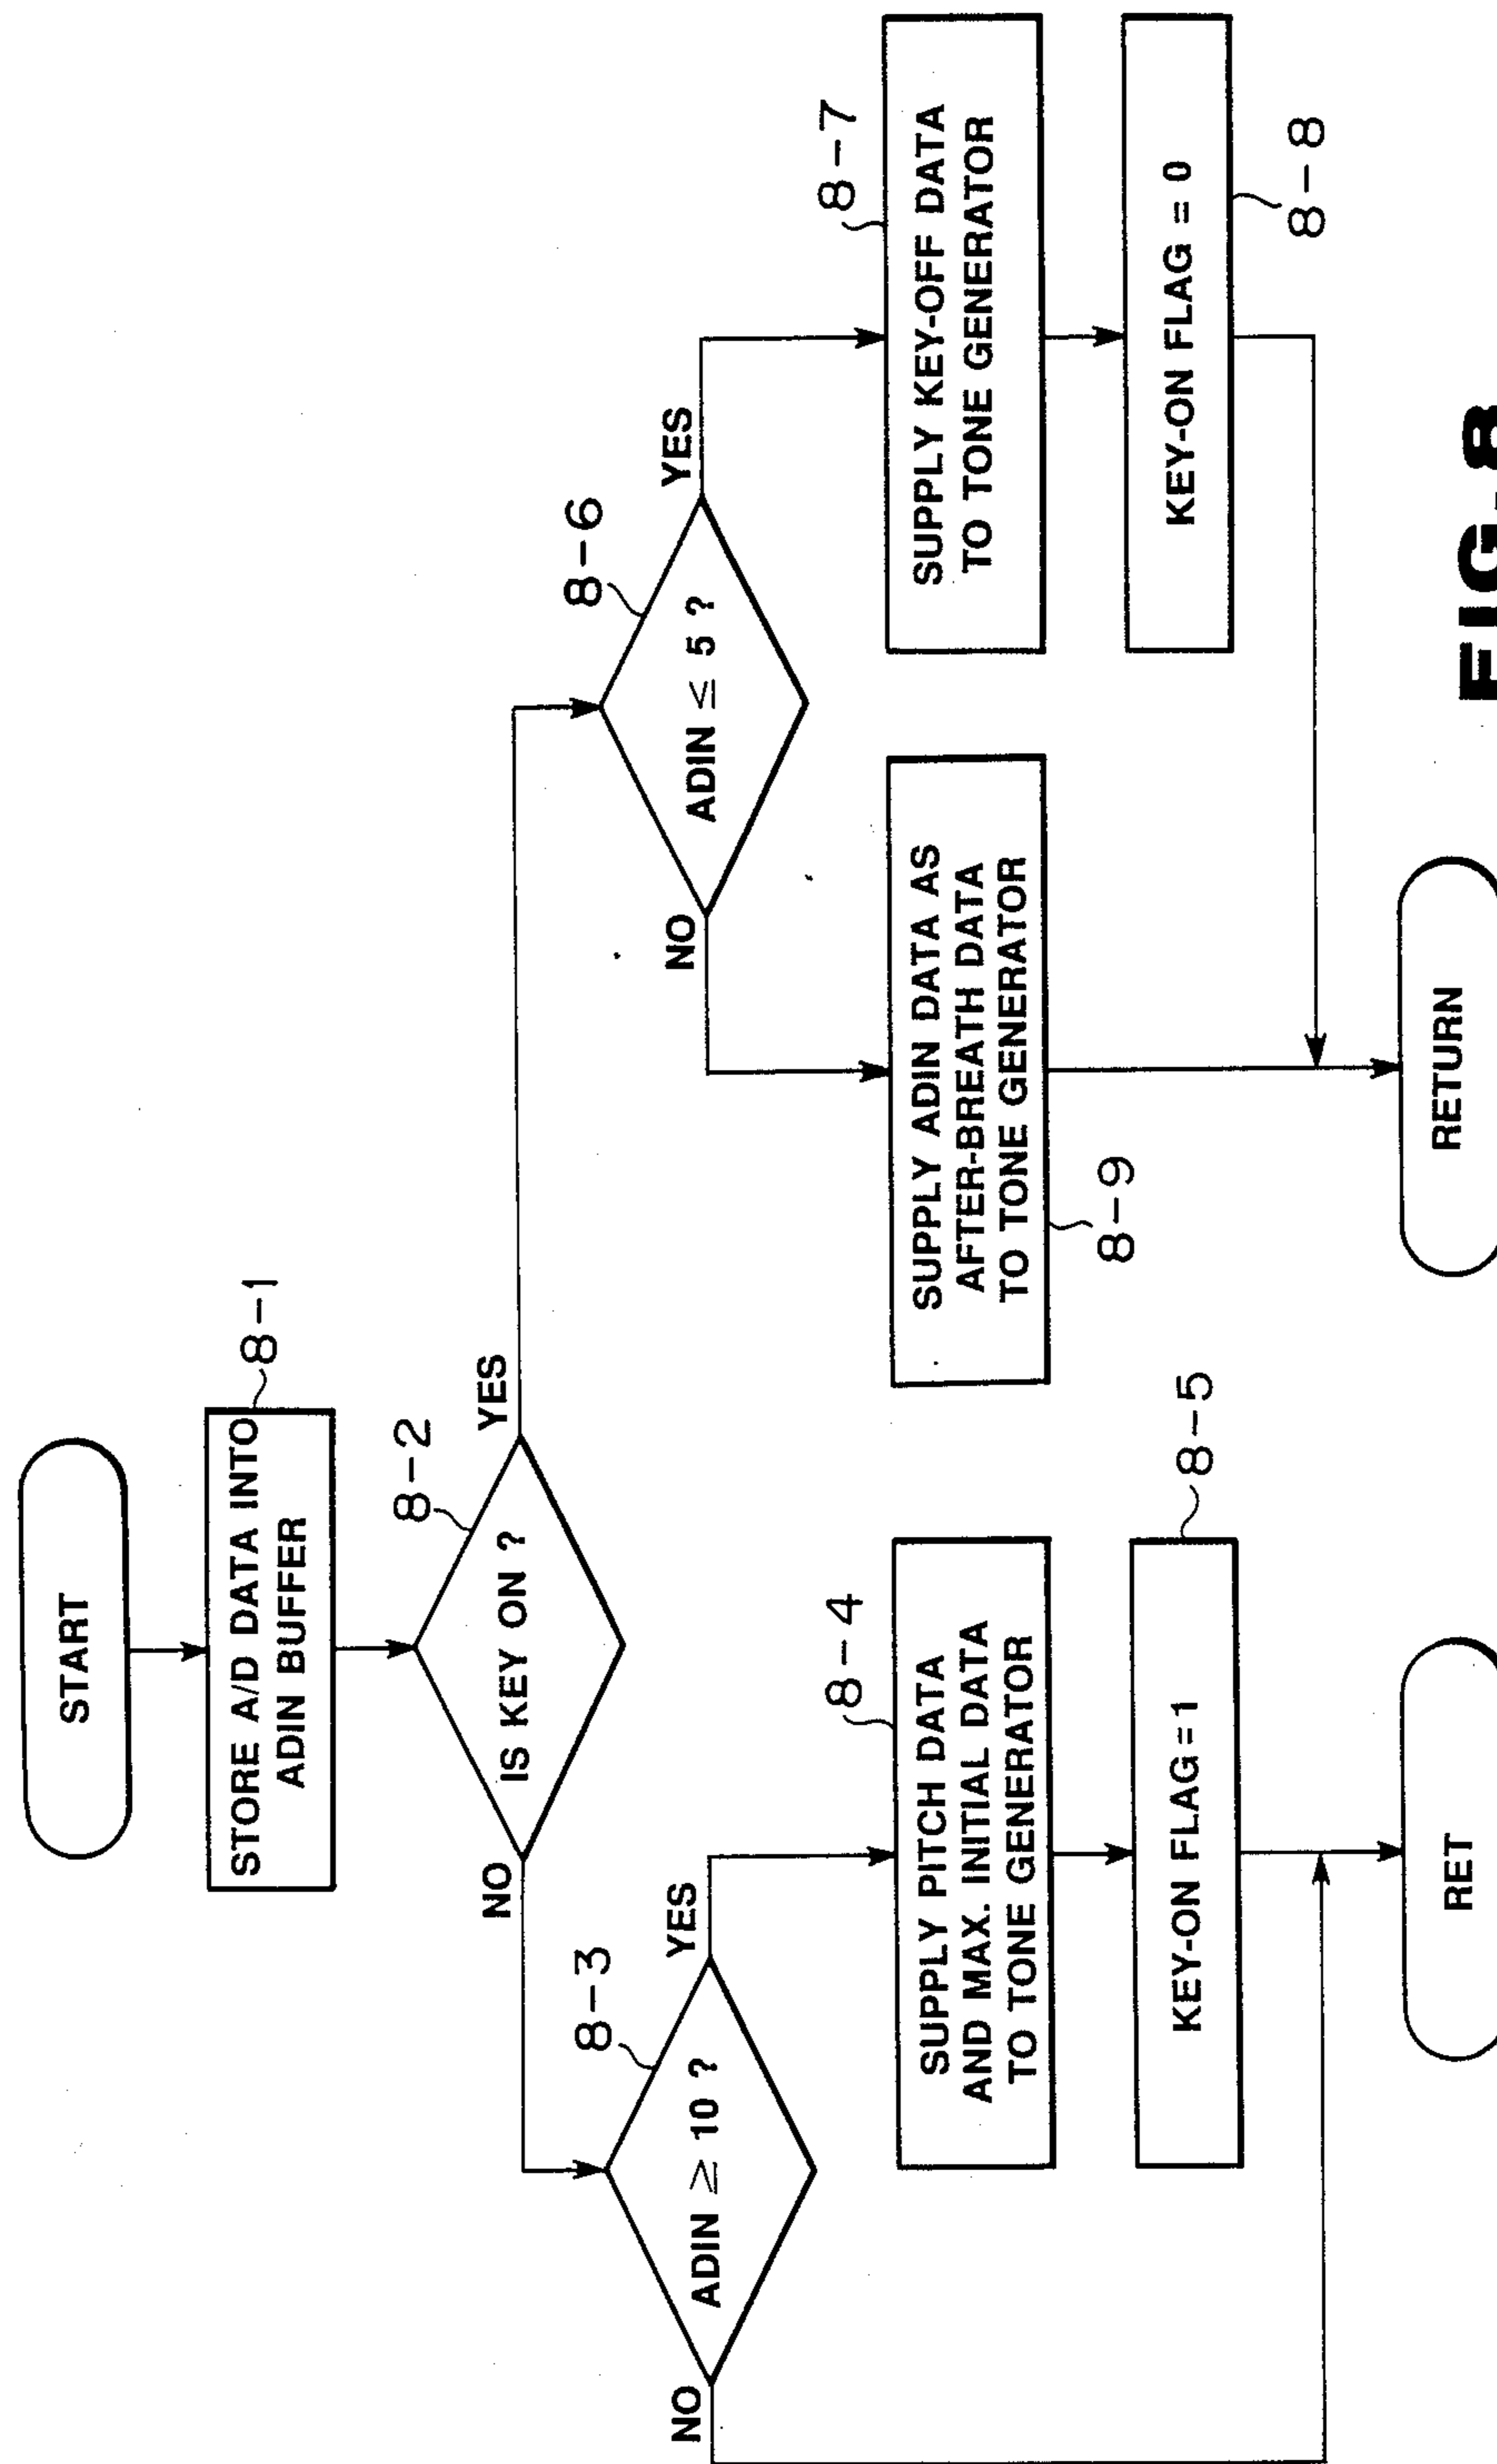 START
8-1
STORE A/D DATA INTO
ADIN BUFFER
8-2
IS KEY ON ?
NO
YES
8-3
ADIN ≥ 10 ?
NO
YES
8-4
SUPPLY PITCH DATA
AND MAX. INITIAL DATA
TO TONE GENERATOR
8-5
KEY-ON FLAG=1
RET
8-6
ADIN ≤ 5 ?
NO
YES
SUPPLY ADIN DATA AS
AFTER-BREATH DATA
TO TONE GENERATOR
8-9
8-7
SUPPLY KEY-OFF DATA
TO TONE GENERATOR
KEY-ON FLAG = 0
8-8
RETURN
FIG.8